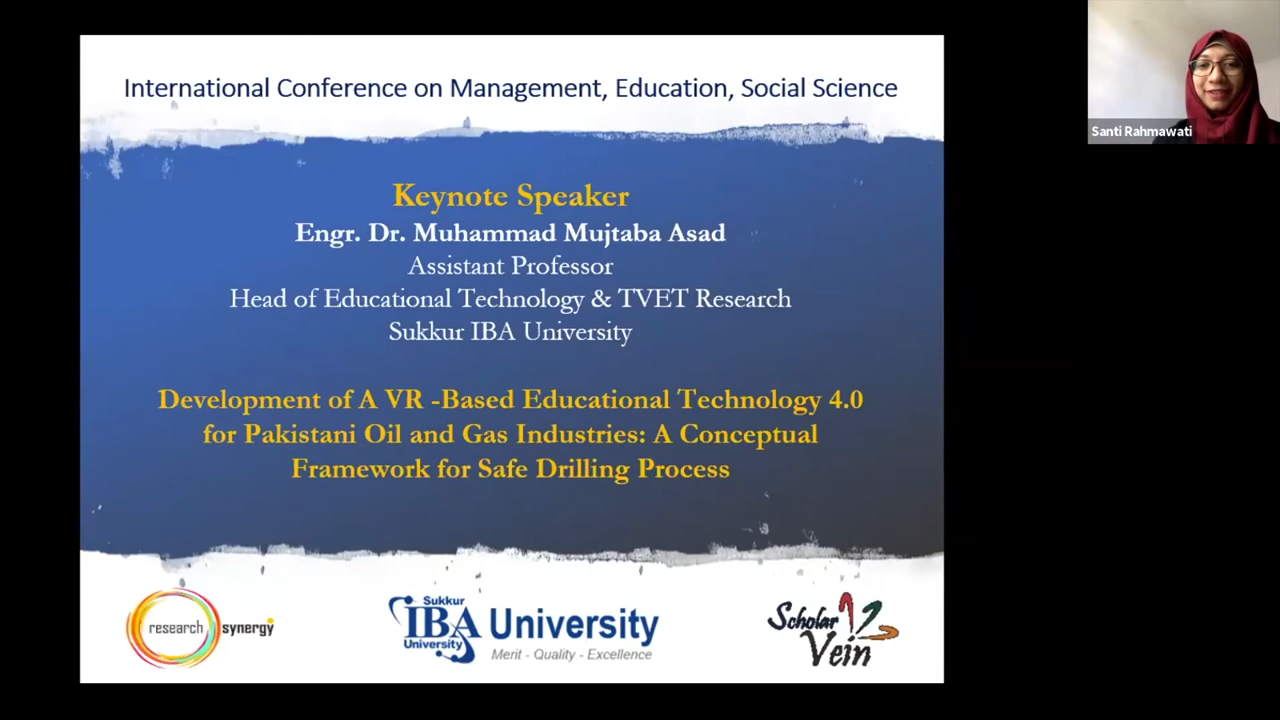 International Conference on Management, Education, Social Science
Keynote Speaker
Engr. Dr. Muhammad Mujtaba Asad
Assistant Professor
Head of Educational Technology & TVET Research
Sukkur IBA University
Development of A VR -Based Educational Technology 4.0
for Pakistani Oil and Gas Industries: A Conceptual
Framework for Safe Drilling Process
research synergy
Sukkur
IBA University
University
Merit - Quality - Excellence
Scholar
Vein
Santi Rahmawati